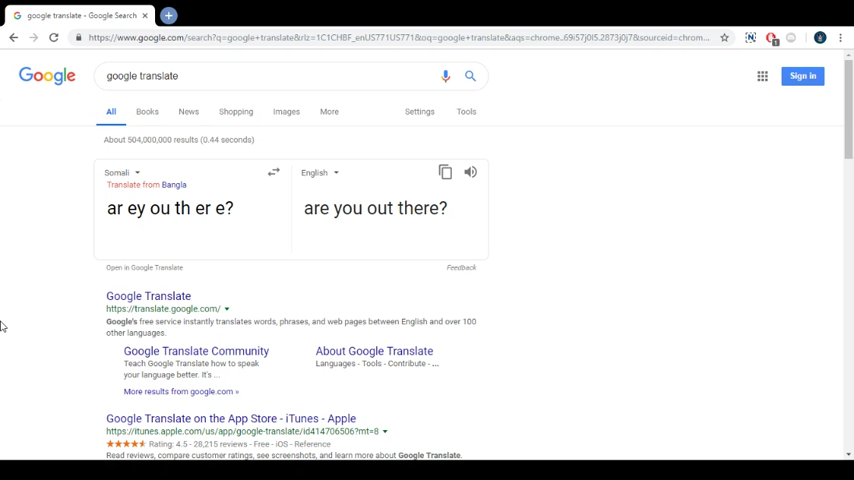 google translate - Google Search
https://www.google.com/search?q=google+translate&rlz=1C1CHBF_enUS771US771&oq=google+translate&aqs=chrome..69i57j0l5.2873j0j7&sourceid=chrom...
1
Google
google translate
Sign in
All Books News Shopping Images More Settings Tools
About 504,000,000 results (0.44 seconds)
Somali English
Translate from Bangla
ar ey ou th er e? are you out there?
Open in Google Translate Feedback
Google Translate
https://translate.google.com/
Google's free service instantly translates words, phrases, and web pages between English and over 100
other languages.
Google Translate Community About Google Translate
Teach Google Translate how to speak Languages - Tools - Contribute - ...
your language better. It's ...
More results from google.com »
Google Translate on the App Store - iTunes - Apple
https://itunes.apple.com/us/app/google-translate/id414706506?mt=8
Rating: 4.5 - 28,215 reviews - Free - iOS - Reference
Read reviews, compare customer ratings, see screenshots, and learn more about Google Translate.